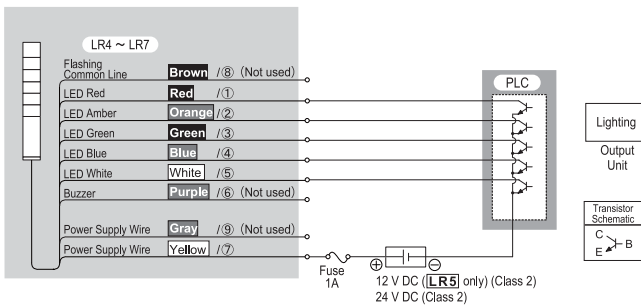 LR4 ~ LR7
Flashing
Common Line Brown /⑧ (Not used)
LED Red Red /①
LED Amber Orange /②
LED Green Green /③
LED Blue Blue /④
LED White White /⑤
Buzzer Purple /⑥ (Not used)
Power Supply Wire Gray /⑨ (Not used)
Power Supply Wire Yellow /⑦
Fuse
1A
⊕ ⊖
12 V DC (LR5 only) (Class 2)
24 V DC (Class 2)
PLC
Lighting
Output
Unit
Transistor
Schematic
C
B
E